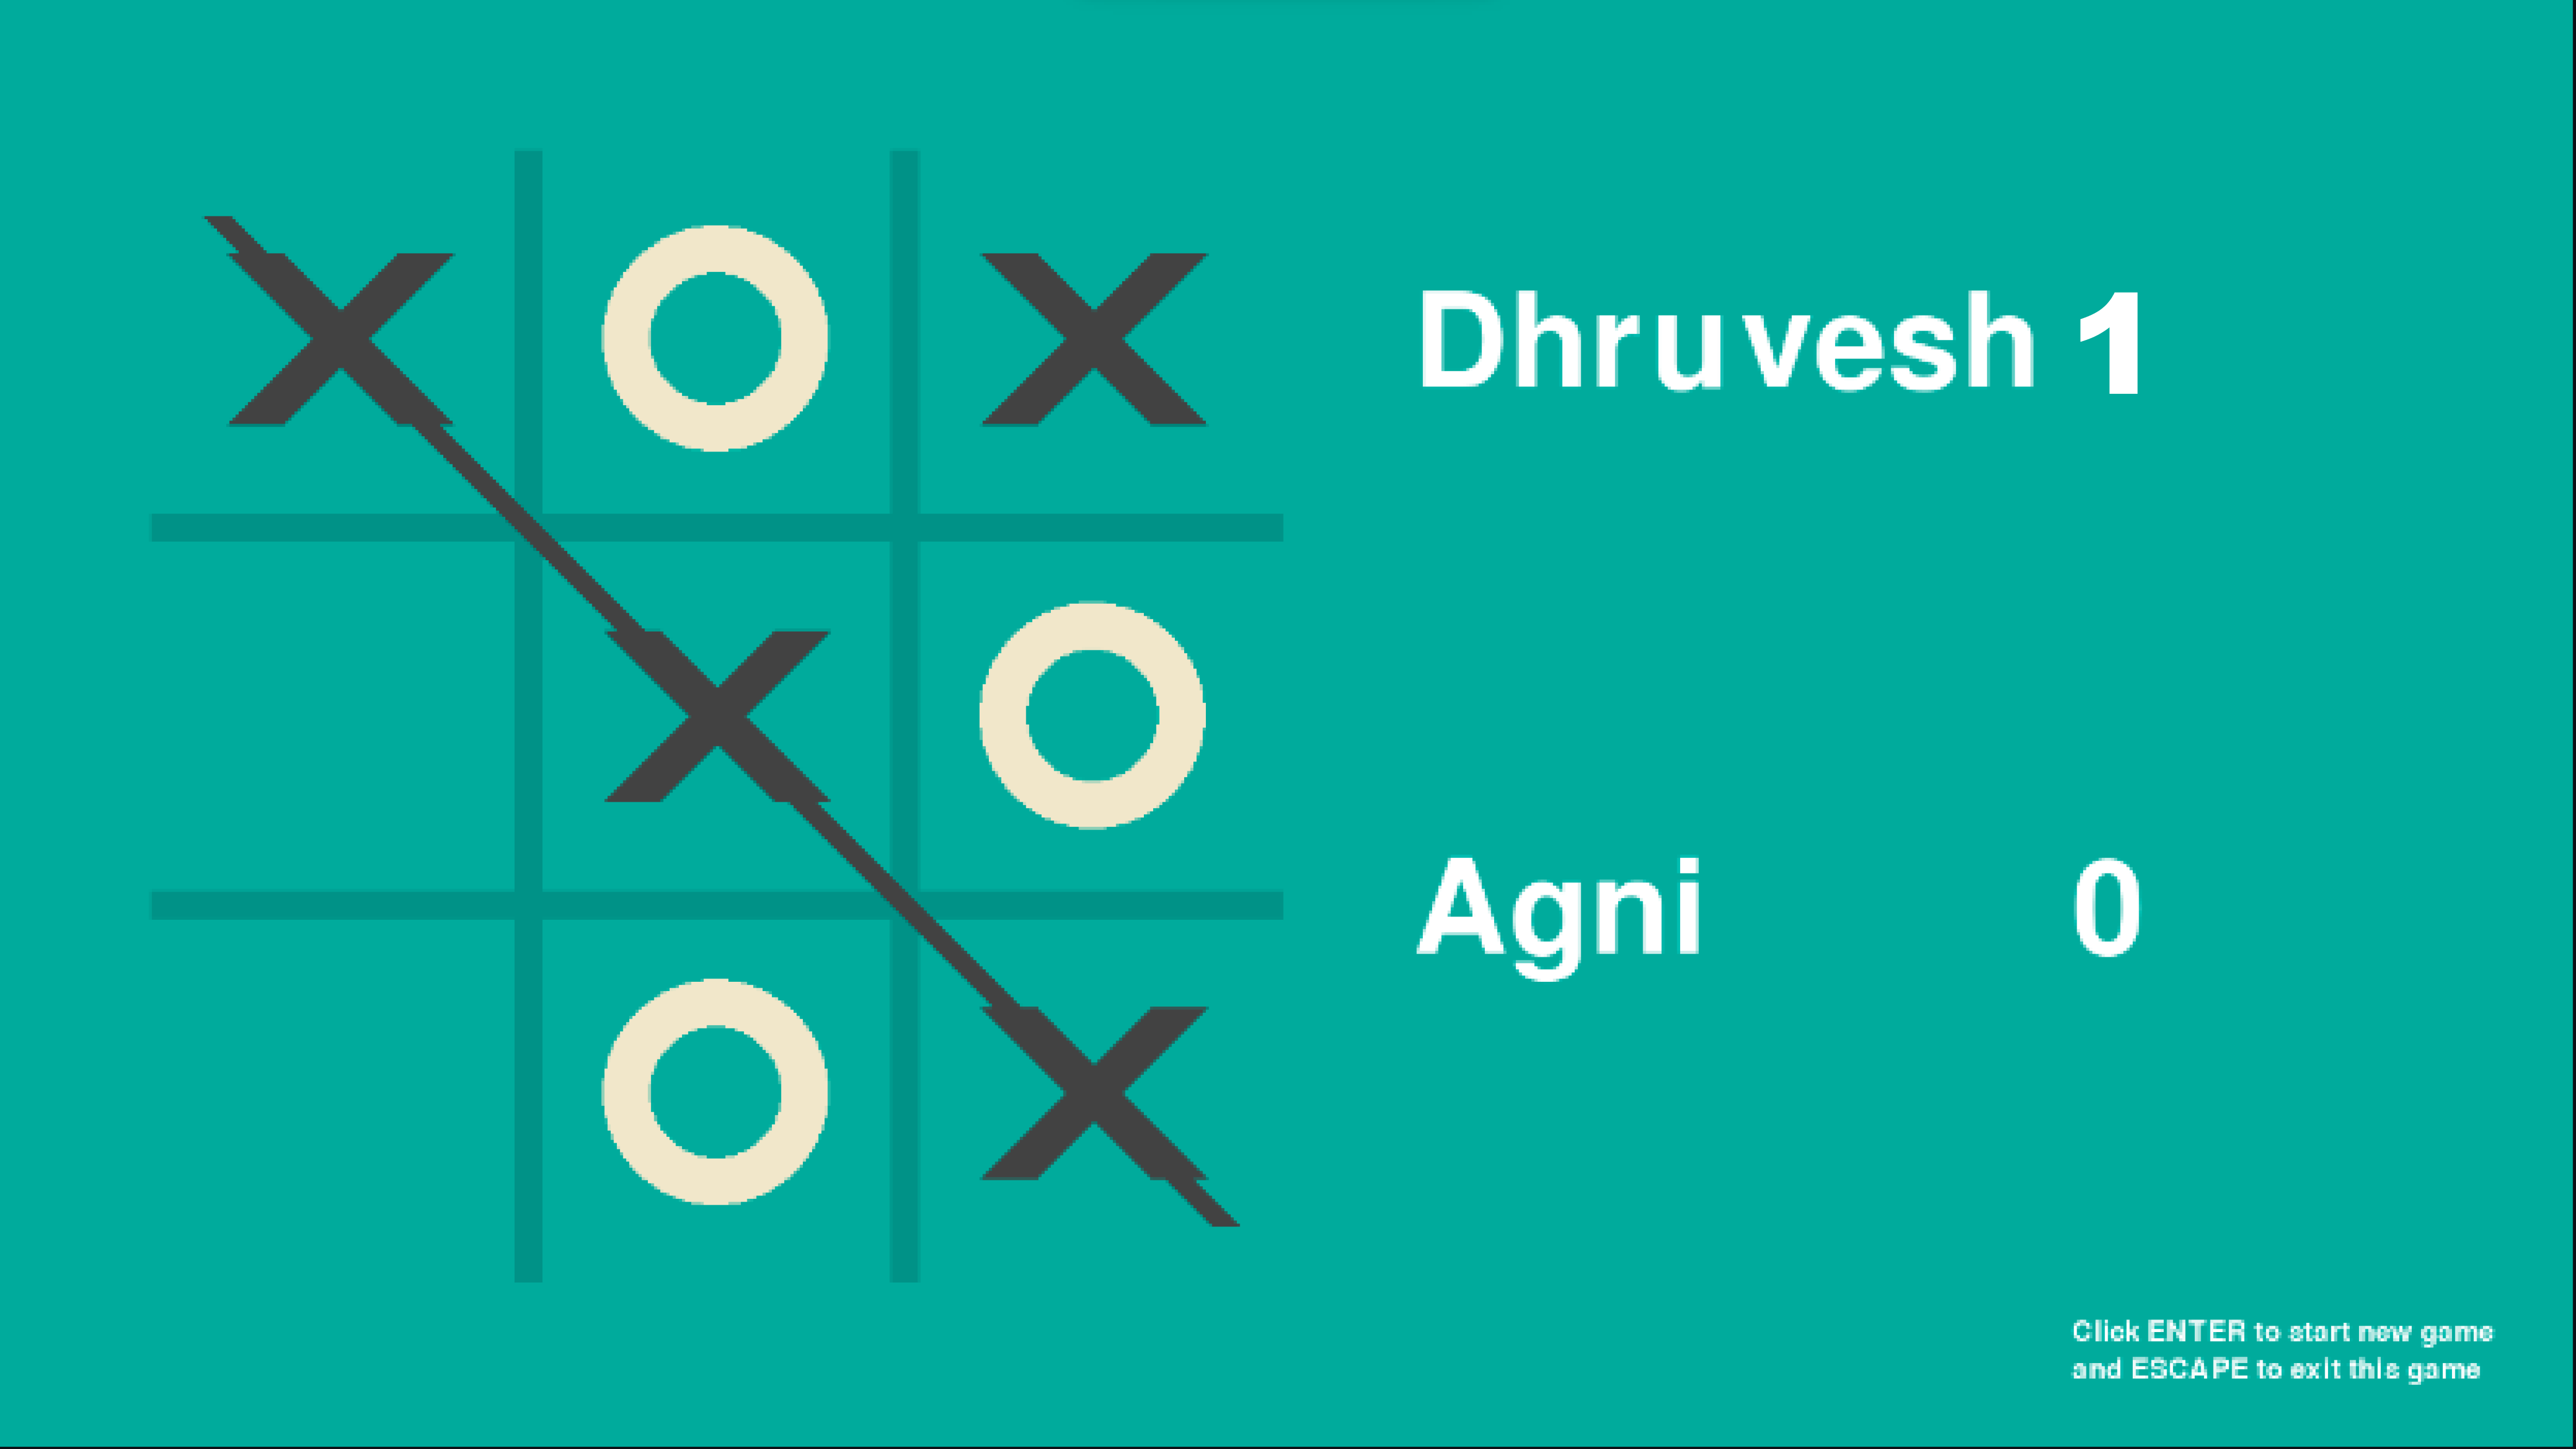 Dhruvesh 1
Agni 0
Click ENTER to start new game
and ESCAPE to exit this game